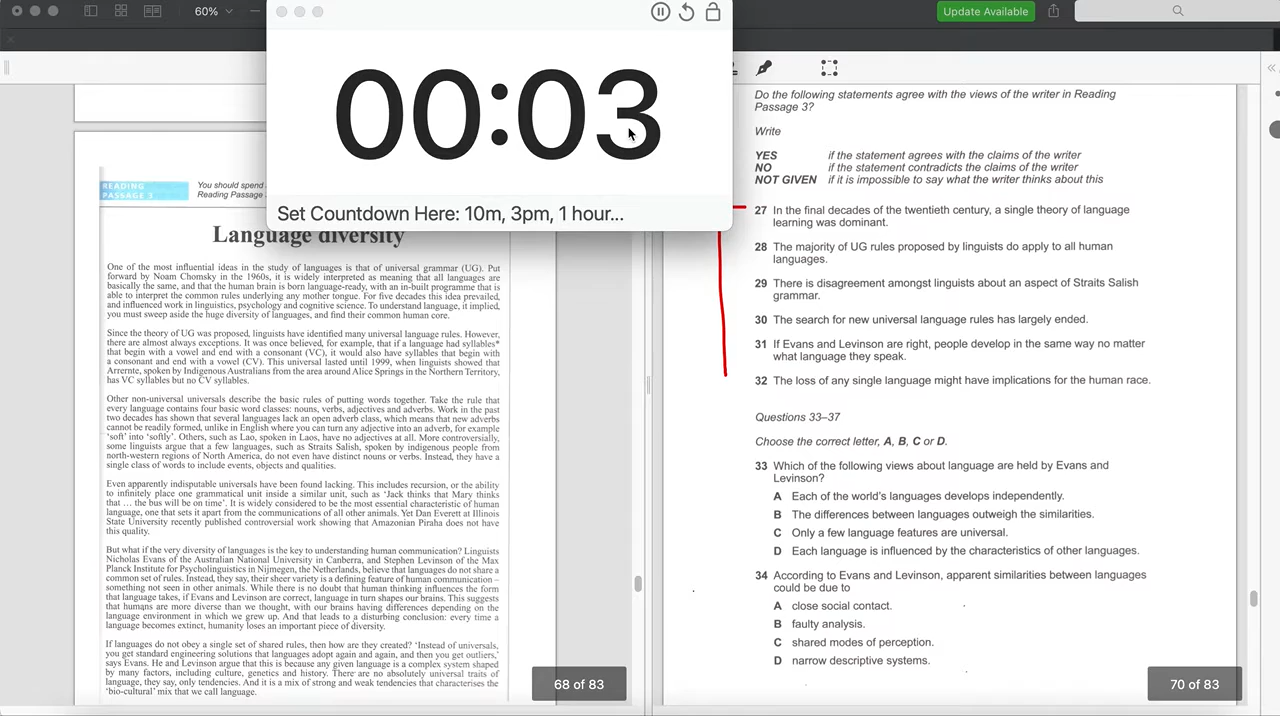 60%
Update Available
00:03
Set Countdown Here: 10m, 3pm, 1 hour...
READING
PASSAGE 3
You should spend
Reading Passage
Language diversity
One of the most influential ideas in the study of languages is that of universal grammar (UG). Put
forward by Noam Chomsky in the 1960s, it is widely interpreted as meaning that all languages are
basically the same, and that the human brain is born language-ready, with an in-built programme that is
able to interpret the common rules underlying any mother tongue. For five decades this idea prevailed,
and influenced work in linguistics, psychology and cognitive science. To understand language, it implied,
you must sweep aside the huge diversity of languages, and find their common human core.
Since the theory of UG was proposed, linguists have identified many universal language rules. However,
there are almost always exceptions. It was once believed, for example, that if a language had syllables*
that begin with a vowel and end with a consonant (VC), it would also have syllables that begin with
a consonant and end with a vowel (CV). This universal lasted until 1999, when linguists showed that
Arrernte, spoken by Indigenous Australians from the area around Alice Springs in the Northern Territory,
has VC syllables but no CV syllables.
Other non-universal universals describe the basic rules of putting words together. Take the rule that
every language contains four basic word classes: nouns, verbs, adjectives and adverbs. Work in the past
two decades has shown that several languages lack an open adverb class, which means that new adverbs
cannot be readily formed, unlike in English where you can turn any adjective into an adverb, for example
‘soft’ into ‘softly’. Others, such as Lao, spoken in Laos, have no adjectives at all. More controversially,
some linguists argue that a few languages, such as Straits Salish, spoken by indigenous people from
north-western regions of North America, do not even have distinct nouns or verbs. Instead, they have a
single class of words to include events, objects and qualities.
Even apparently indisputable universals have been found lacking. This includes recursion, or the ability
to infinitely place one grammatical unit inside a similar unit, such as ‘Jack thinks that Mary thinks
that … the bus will be on time’. It is widely considered to be the most essential characteristic of human
language, one that sets it apart from the communications of all other animals. Yet Dan Everett at Illinois
State University recently published controversial work showing that Amazonian Piraha does not have
this quality.
But what if the very diversity of languages is the key to understanding human communication? Linguists
Nicholas Evans of the Australian National University in Canberra, and Stephen Levinson of the Max
Planck Institute for Psycholinguistics in Nijmegen, the Netherlands, believe that languages do not share a
common set of rules. Instead, they say, their sheer variety is a defining feature of human communication –
something not seen in other animals. While there is no doubt that human thinking influences the form
that language takes, if Evans and Levinson are correct, language in turn shapes our brains. This suggests
that humans are more diverse than we thought, with our brains having differences depending on the
language environment in which we grew up. And that leads to a disturbing conclusion: every time a
language becomes extinct, humanity loses an important piece of diversity.
If languages do not obey a single set of shared rules, then how are they created? ‘Instead of universals,
you get standard engineering solutions that languages adopt again and again, and then you get outliers,’
says Evans. He and Levinson argue that this is because any given language is a complex system shaped
by many factors, including culture, genetics and history. There are no absolutely universal traits of
language, they say, only tendencies. And it is a mix of strong and weak tendencies that characterises the
‘bio-cultural’ mix that we call language.
68 of 83
Do the following statements agree with the views of the writer in Reading
Passage 3?
Write
YES if the statement agrees with the claims of the writer
NO if the statement contradicts the claims of the writer
NOT GIVEN if it is impossible to say what the writer thinks about this
27 In the final decades of the twentieth century, a single theory of language
learning was dominant.
28 The majority of UG rules proposed by linguists do apply to all human
languages.
29 There is disagreement amongst linguists about an aspect of Straits Salish
grammar.
30 The search for new universal language rules has largely ended.
31 If Evans and Levinson are right, people develop in the same way no matter
what language they speak.
32 The loss of any single language might have implications for the human race.
Questions 33–37
Choose the correct letter, A, B, C or D.
33 Which of the following views about language are held by Evans and
Levinson?
A Each of the world’s languages develops independently.
B The differences between languages outweigh the similarities.
C Only a few language features are universal.
D Each language is influenced by the characteristics of other languages.
34 According to Evans and Levinson, apparent similarities between languages
could be due to
A close social contact.
B faulty analysis.
C shared modes of perception.
D narrow descriptive systems.
70 of 83